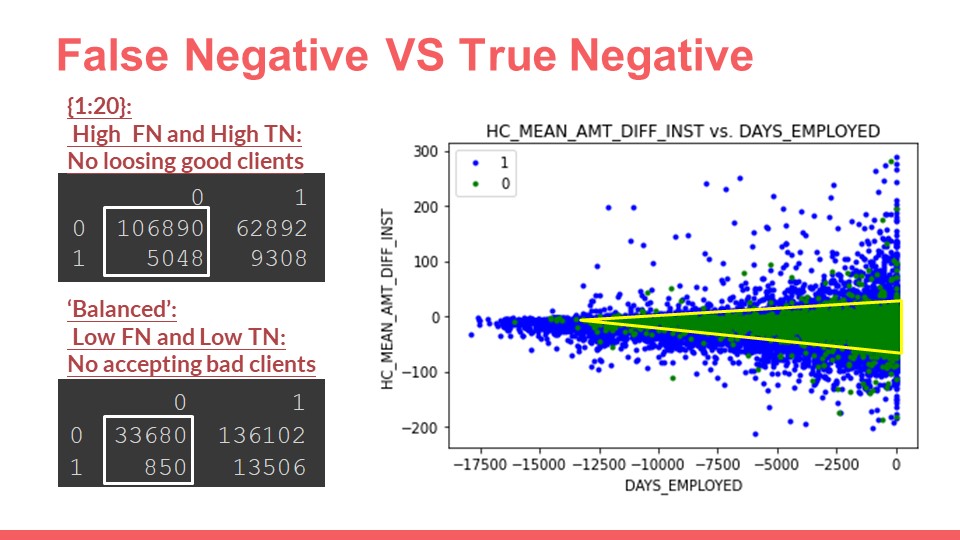 False Negative VS True Negative
{1:20}:
High FN and High TN:
No loosing good clients
0 1
0 106890 62892
1 5048 9308
‘Balanced’:
Low FN and Low TN:
No accepting bad clients
0 1
0 33680 136102
1 850 13506
HC_MEAN_AMT_DIFF_INST vs. DAYS_EMPLOYED
1
0
300
200
100
0
−100
−200
HC_MEAN_AMT_DIFF_INST
−17500 −15000 −12500 −10000 −7500 −5000 −2500 0
DAYS_EMPLOYED